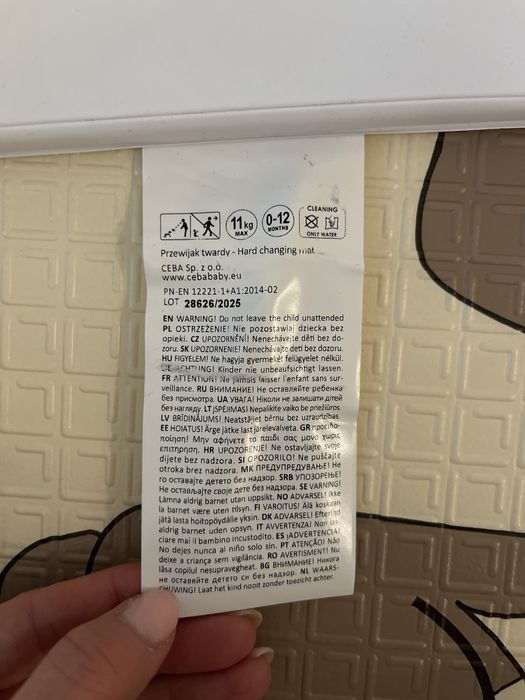 11kg
MAX
0-12
MONTHS
CLEANING
ONLY WATER
Przewijak twardy - Hard changing mat
CEBA Sp. z o.o.
www.cebababy.eu
PN-EN 12221-1+A1:2014-02
LOT 28626/2025
EN WARNING! Do not leave the child unattended
PL OSTRZEŻENIE! Nie pozostawiaj dziecka bez
opieki. CZ UPOZORNĚNÍ! Nenechávejte děti bez do-
zoru. SK UPOZORNENIE! Nenechávajte deti bez dozoru.
HU FIGYELEM! Ne hagyja gyermekét felügyelet nélkül.
DE ACHTUNG! Kinder nie unbeaufsichtigt lassen.
FR ATTENTION! Ne jamais laisser l'enfant sans sur-
veillance. RU ВНИМАНИЕ! Не оставляйте ребенка
без присмотра. UA УВАГА! Ніколи не залишати дітей
без нагляду. LT ĮSPĖJIMAS! Nepalikite vaiko be priežiūros.
LV BRĪDINĀJUMS! Neatstājiet bērnu bez uzraudzības.
EE HOIATUS! Ärge jätke last järelevalveta. GR προειδο-
ποίηση! Μην αφήνετε το παιδί σας μόνο χωρίς
επιτήρηση. HR UPOZORENJE! Ne ostavljajte svoje
dijete bez nadzora. SI OPOZORILO! Ne puščajte
otroka brez nadzora. MK ПРЕДУПРЕДУВАЊЕ! Не
го оставајте детето без надзор. SRB УПОЗОРЕЊЕ!
Не остављајте своје дете без надзора. SE VARNING!
Lämna aldrig barnet utan uppsikt. NO ADVARSEL! Ikke
la barnet være uten tilsyn. FI VAROITUS! Älä koskaan
jätä lasta hoitopöydälle yksin. DK ADVARSEL! Efterlad
aldrig barnet uden opsyn. IT AVVERTENZA! Non las-
ciare mai il bambino incustodito. ES ¡ADVERTENCIA!
No dejes nunca al niño solo sin. PT ATENÇÃO! Não
deixe a criança sem vigilância. RO AVERTISMENT! Nu
lăsa copilul nesupravegheat. BG ВНИМАНИЕ! Никога
не оставяйте детето си без надзор. NL WAARS-
CHUWING! Laat het kind nooit zonder toezicht achter.